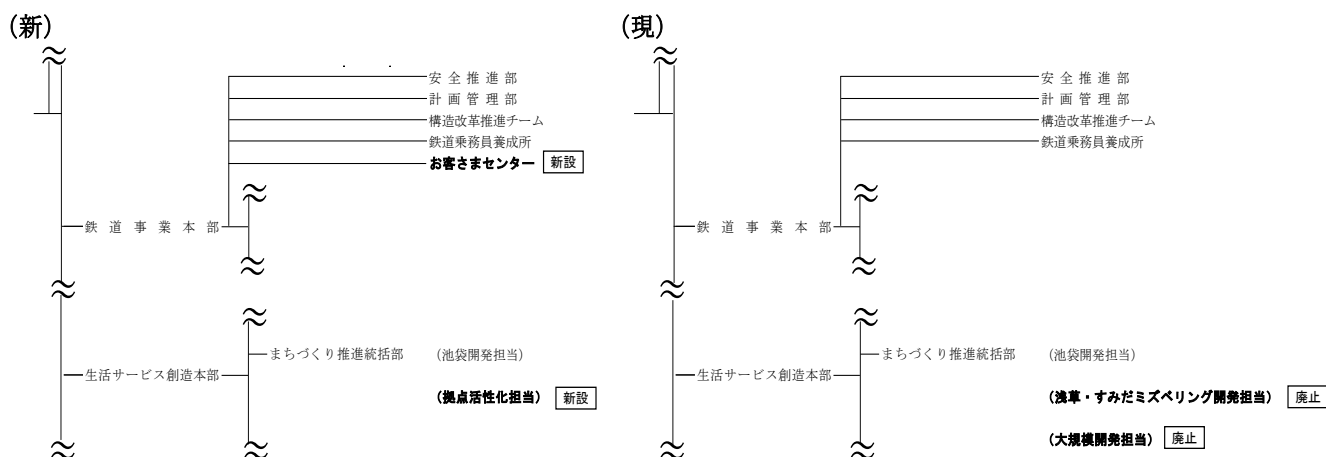 (新)
安全推進部
計画管理部
構造改革推進チーム
鉄道乗務員養成所
お客さまセンター 新設
鉄道事業本部
まちづくり推進統括部 (池袋開発担当)
生活サービス創造本部
(拠点活性化担当) 新設
(現)
安全推進部
計画管理部
構造改革推進チーム
鉄道乗務員養成所
鉄道事業本部
まちづくり推進統括部 (池袋開発担当)
生活サービス創造本部
(浅草・すみだミズベリング開発担当) 廃止
(大規模開発担当) 廃止